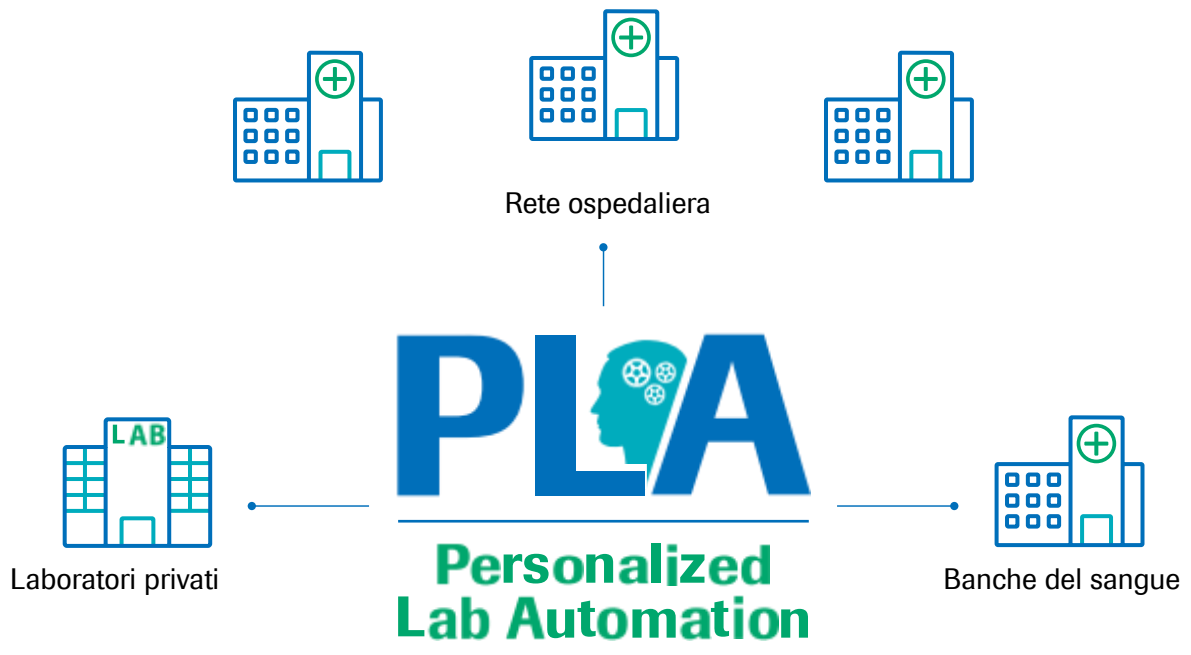 Rete ospedaliera
PLA
LAB
Personalized
Lab Automation
Laboratori privati
Banche del sangue